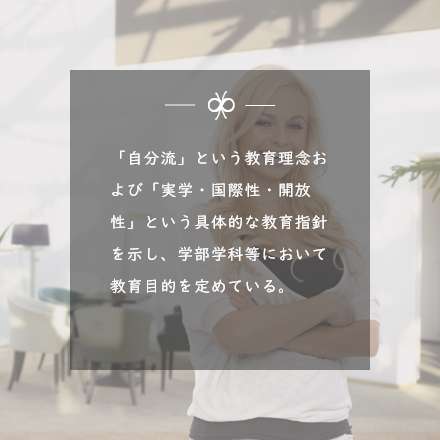 「自分流」という教育理念お
よび「実学・国際性・開放
性」という具体的な教育指針
を示し、学部学科等において
教育目的を定めている。